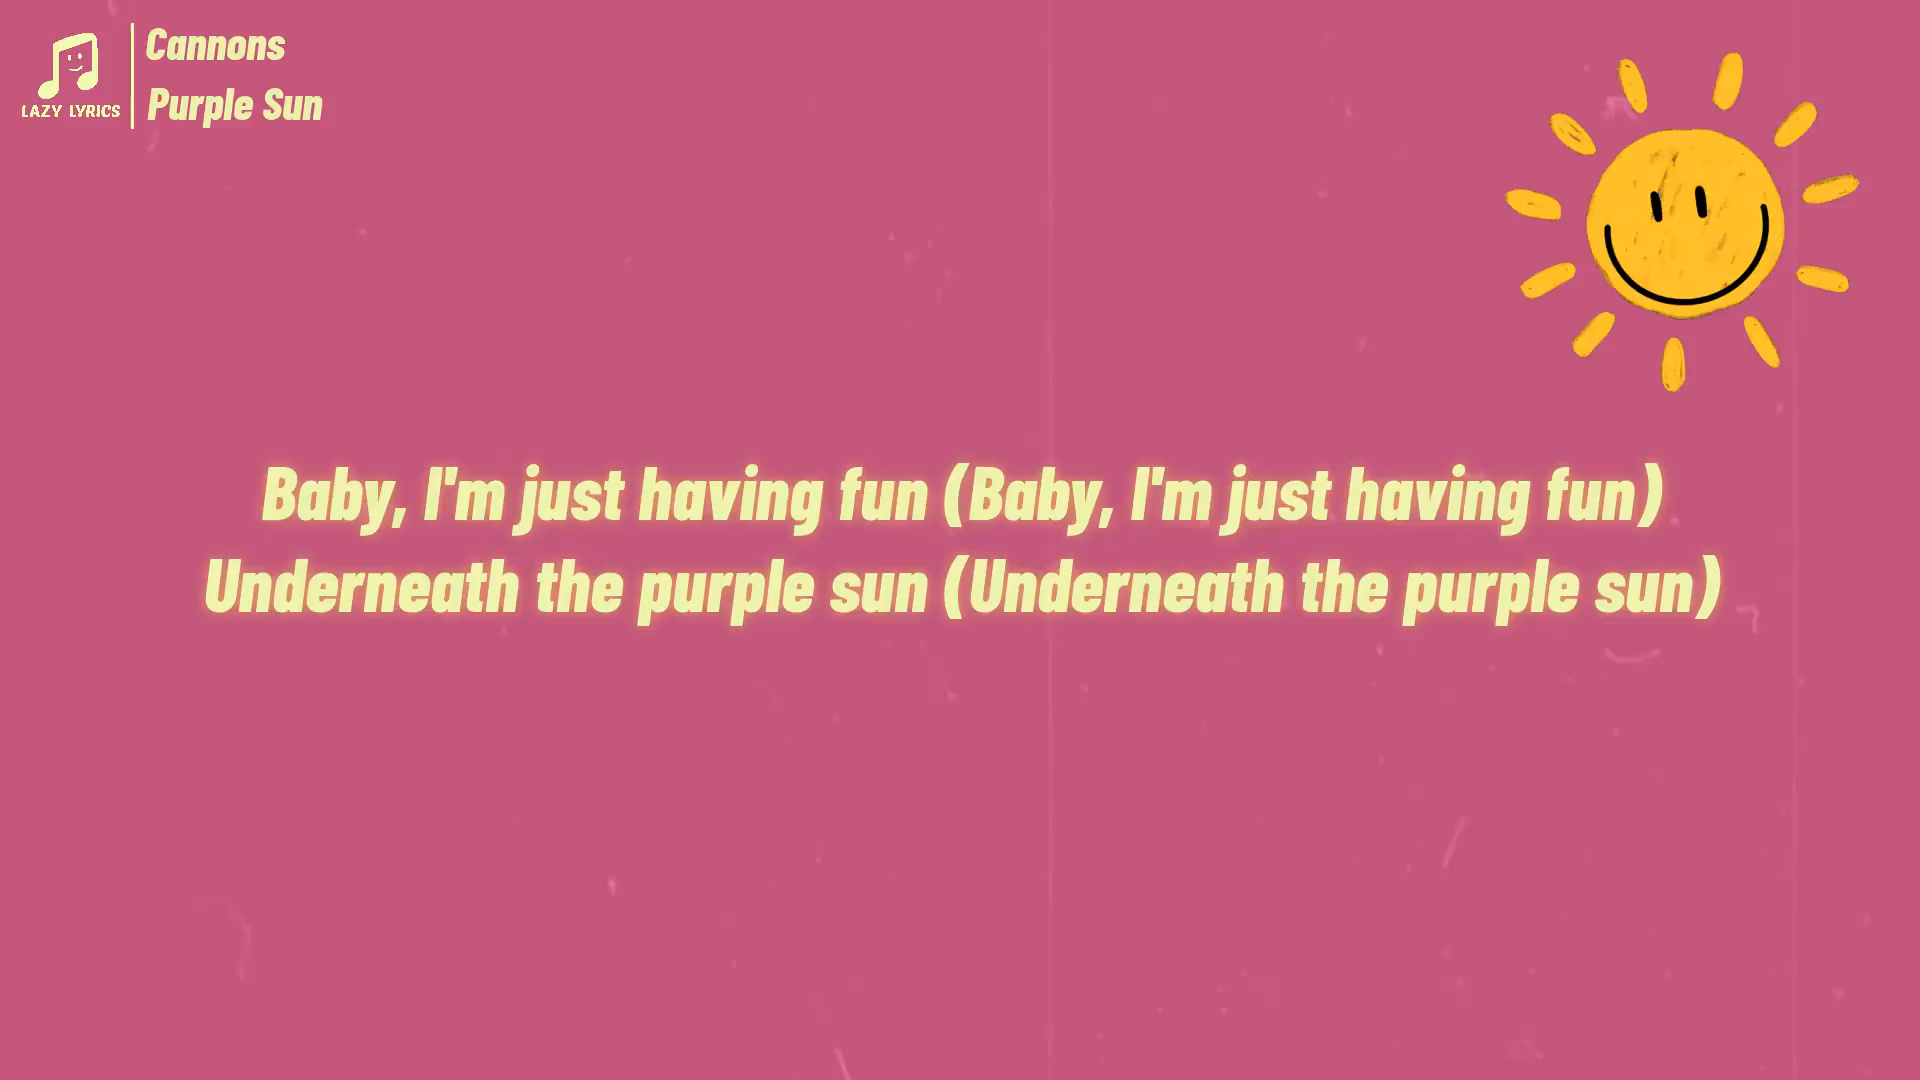 Cannons
Purple Sun
LAZY LYRICS
Baby, I'm just having fun (Baby, I'm just having fun)
Underneath the purple sun (Underneath the purple sun)